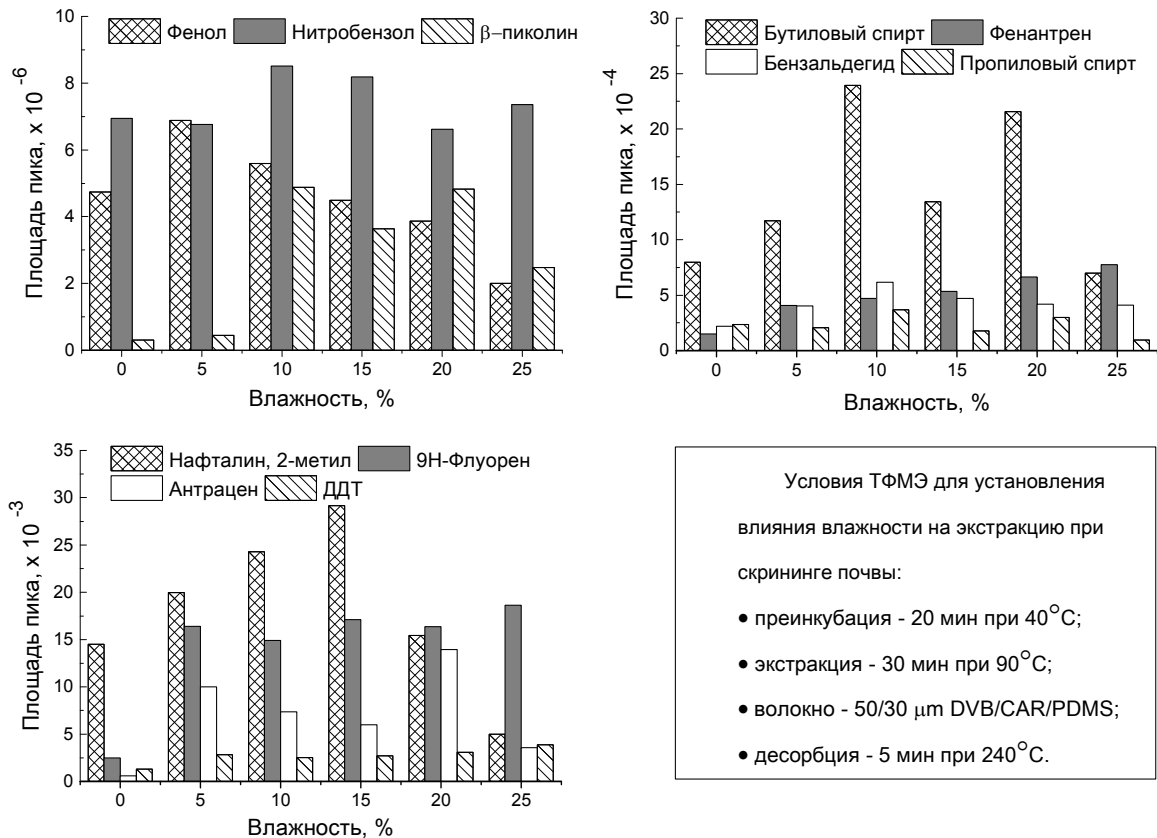 Площадь пика, x 10 -6
10
8
6
4
2
0
Фенол Нитробензол β–пиколин
0 5 10 15 20 25
Влажность, %
Площадь пика, x 10 -4
30
25
20
15
10
5
0
Бутиловый спирт Фенантрен
Бензальдегид Пропиловый спирт
0 5 10 15 20 25
Влажность, %
Площадь пика, x 10 -3
35
30
25
20
15
10
5
0
Нафталин, 2-метил 9H-Флуорен
Антрацен ДДТ
0 5 10 15 20 25
Влажность, %
Условия ТФМЭ для установления
влияния влажности на экстракцию при
скрининге почвы:
• преинкубация - 20 мин при 40°C;
• экстракция - 30 мин при 90°C;
• волокно - 50/30 μm DVB/CAR/PDMS;
• десорбция - 5 мин при 240°C.